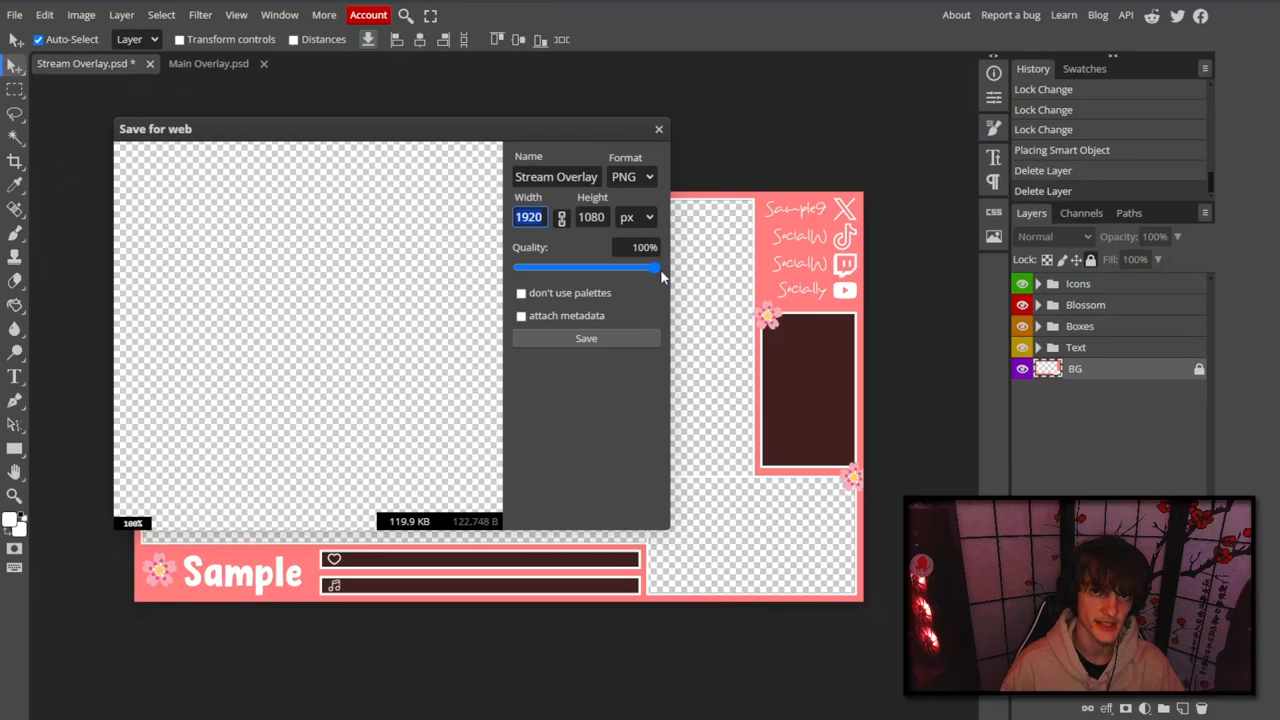 File Edit Image Layer Select Filter View Window More Account About Report a bug Learn Blog API
Auto-Select Layer Transform controls Distances
Stream Overlay.psd * Main Overlay.psd
History Swatches
Lock Change
Lock Change
Lock Change
Placing Smart Object
Delete Layer
Delete Layer
CSS
Layers Channels Paths
Normal Opacity: 100%
Lock: Fill: 100%
Icons
Blossom
Boxes
Text
BG
Save for web
Name Format
Stream Overlay PNG
Width Height
1920 1080 px
Quality: 100%
don't use palettes
attach metadata
Save
100% 119.9 KB 122,748 B
Sample9
SociallW
SociallW
Socially
Sample
eff